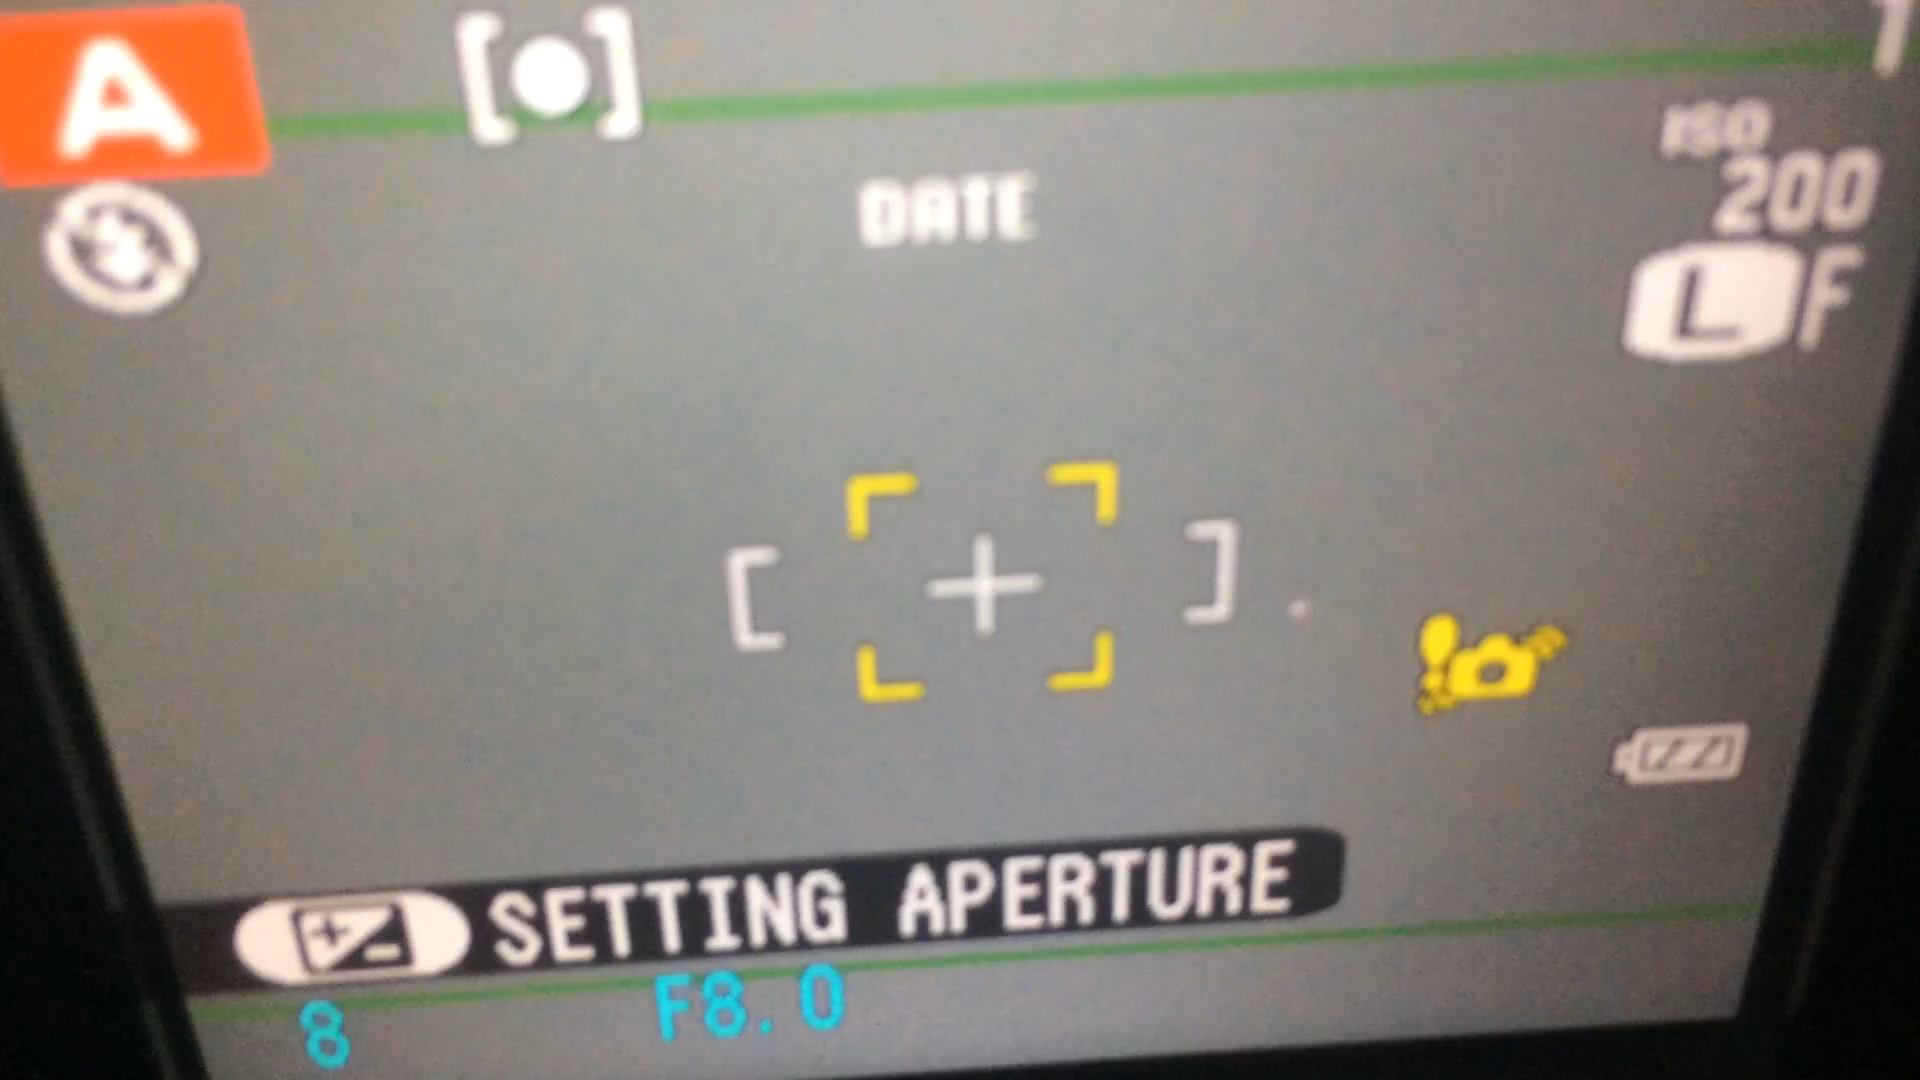 A
ISO
DATE
200
L F
SETTING APERTURE
8 F8.0